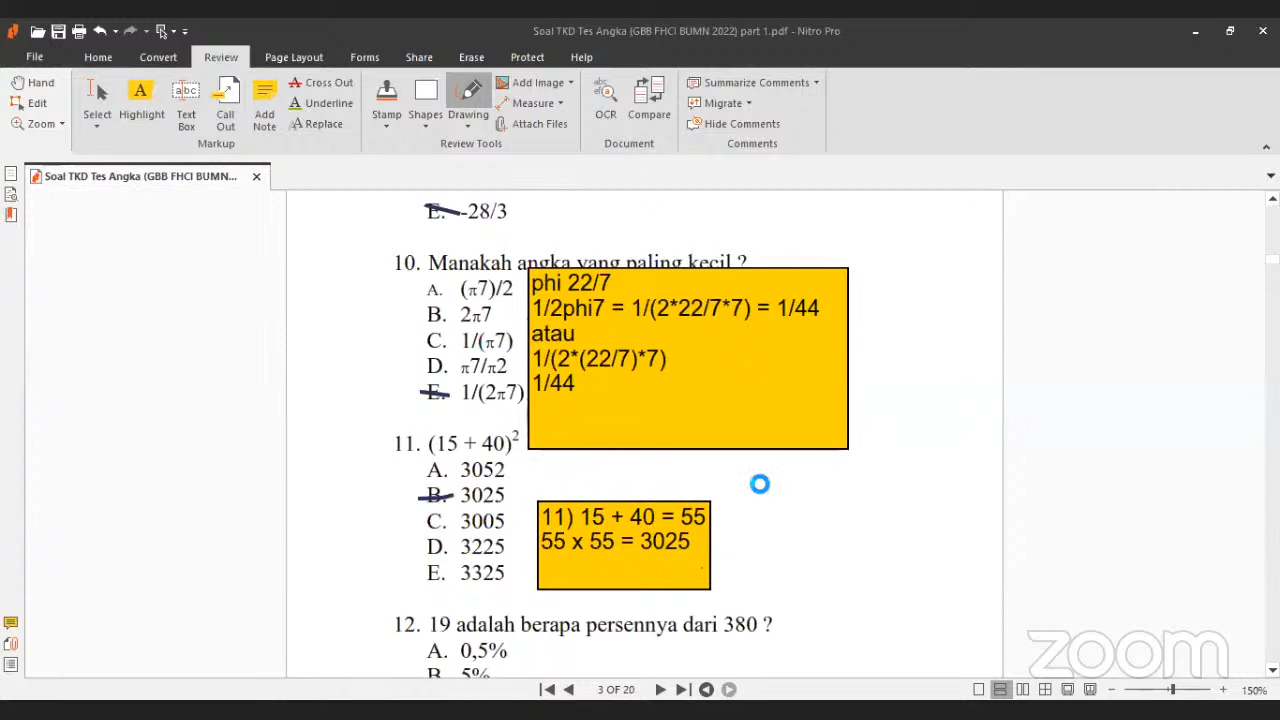 Soal TKD Tes Angka (GBB FHCI BUMN 2022) part 1.pdf - Nitro Pro
File Home Convert Review Page Layout Forms Share Erase Protect Help
Hand
Edit
Zoom
Select
Highlight
Text Box
Call Out
Add Note
Cross Out
Underline
Replace
Markup
Stamp
Shapes
Drawing
Add Image
Measure
Attach Files
Review Tools
OCR
Compare
Document
Summarize Comments
Migrate
Hide Comments
Comments
Soal TKD Tes Angka (GBB FHCI BUMN...
E. -28/3
10. Manakah angka yang paling kecil ?
A. (π7)/2
B. 2π7
C. 1/(π7)
D. π7/π2
E. 1/(2π7)
phi 22/7
1/2phi7 = 1/(2*22/7*7) = 1/44
atau
1/(2*(22/7)*7)
1/44
11. (15 + 40)²
A. 3052
B. 3025
C. 3005
D. 3225
E. 3325
11) 15 + 40 = 55
55 x 55 = 3025
12. 19 adalah berapa persennya dari 380 ?
A. 0,5%
B. 5%
zoom
3 OF 20
150%